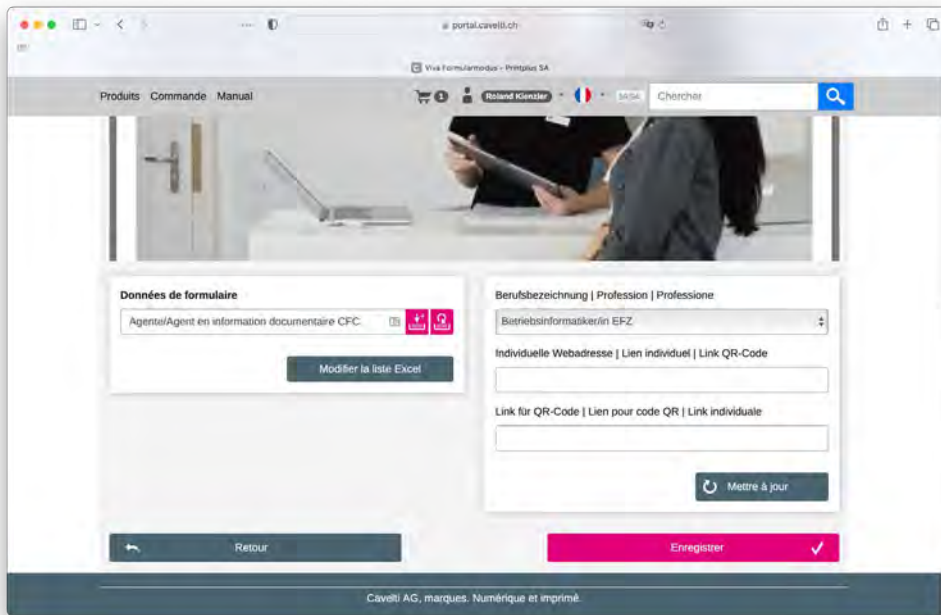 portal.cavelti.ch
Viva Formularmodus - Printplus SA
Produits Commande Manual
1 Roland Kienzler
Chercher
Données de formulaire
Agente/Agent en information documentaire CFC
Modifier la liste Excel
Berufsbezeichnung | Profession | Professione
Betriebsinformatiker/in EFZ
Individuelle Webadresse | Lien individuel | Link QR-Code
Link für QR-Code | Lien pour code QR | Link individuale
Mettre à jour
Retour
Enregistrer
Cavelti AG, marques. Numérique et imprimé.